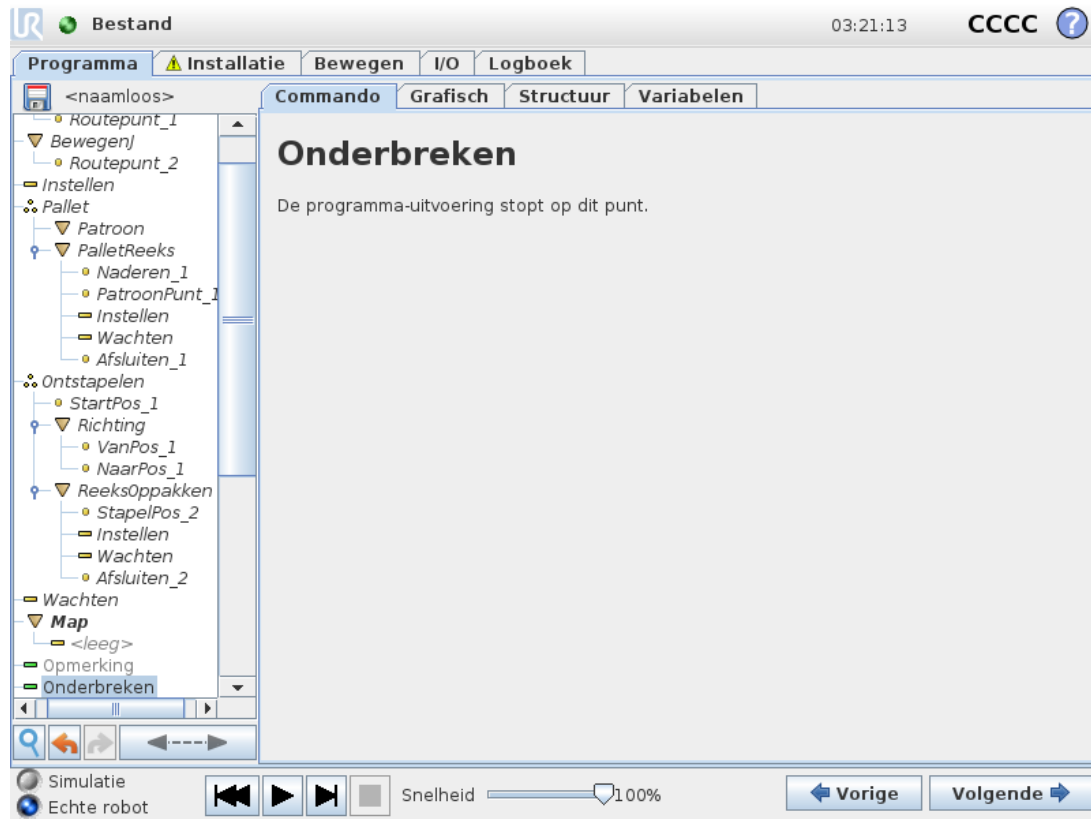 Bestand
03:21:13
CCCC
?
Programma
Installatie
Bewegen
I/O
Logboek
<naamloos>
Commando
Grafisch
Structuur
Variabelen
Routepunt_1
BewegenJ
Routepunt_2
Instellen
Pallet
Patroon
PalletReeks
Naderen_1
PatroonPunt_1
Instellen
Wachten
Afsluiten_1
Ontstapelen
StartPos_1
Richting
VanPos_1
NaarPos_1
ReeksOppakken
StapelPos_2
Instellen
Wachten
Afsluiten_2
Wachten
Map
<leeg>
Opmerking
Onderbreken
Onderbreken
De programma-uitvoering stopt op dit punt.
Simulatie
Echte robot
Snelheid
100%
Vorige
Volgende